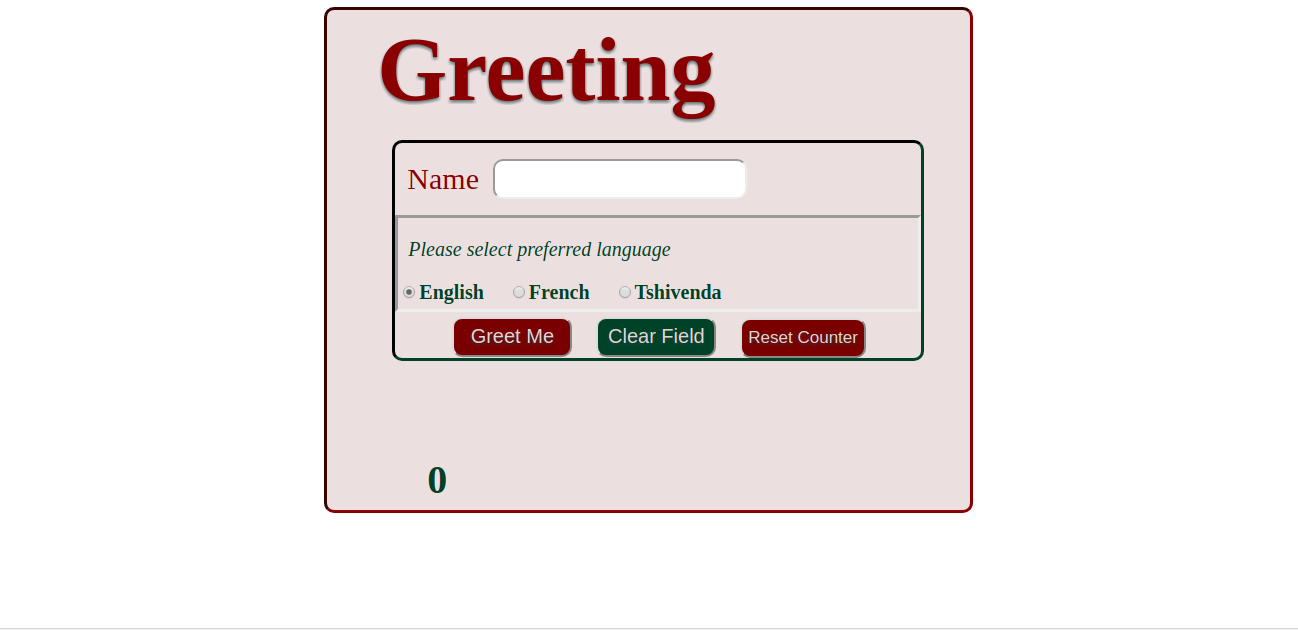 Greeting
Name
Please select preferred language
English French Tshivenda
Greet Me Clear Field Reset Counter
0